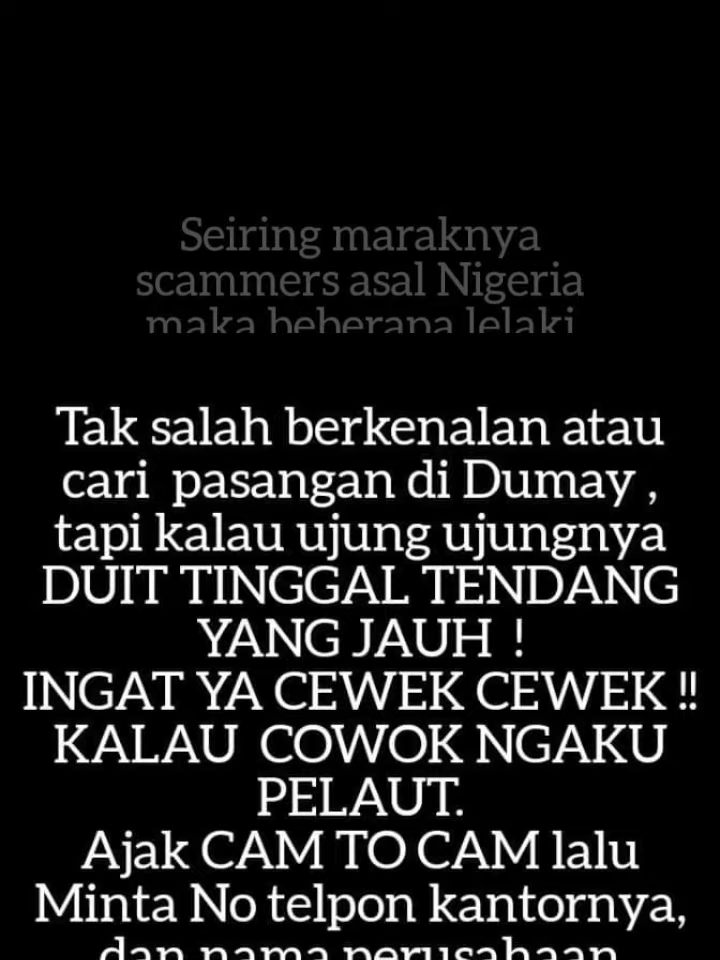 Seiring maraknya
scammers asal Nigeria
maka beberapa lelaki
Tak salah berkenalan atau
cari pasangan di Dumay ,
tapi kalau ujung ujungnya
DUIT TINGGAL TENDANG
YANG JAUH !
INGAT YA CEWEK CEWEK !!
KALAU COWOK NGAKU
PELAUT.
Ajak CAM TO CAM lalu
Minta No telpon kantornya,
dan nama perusahaan